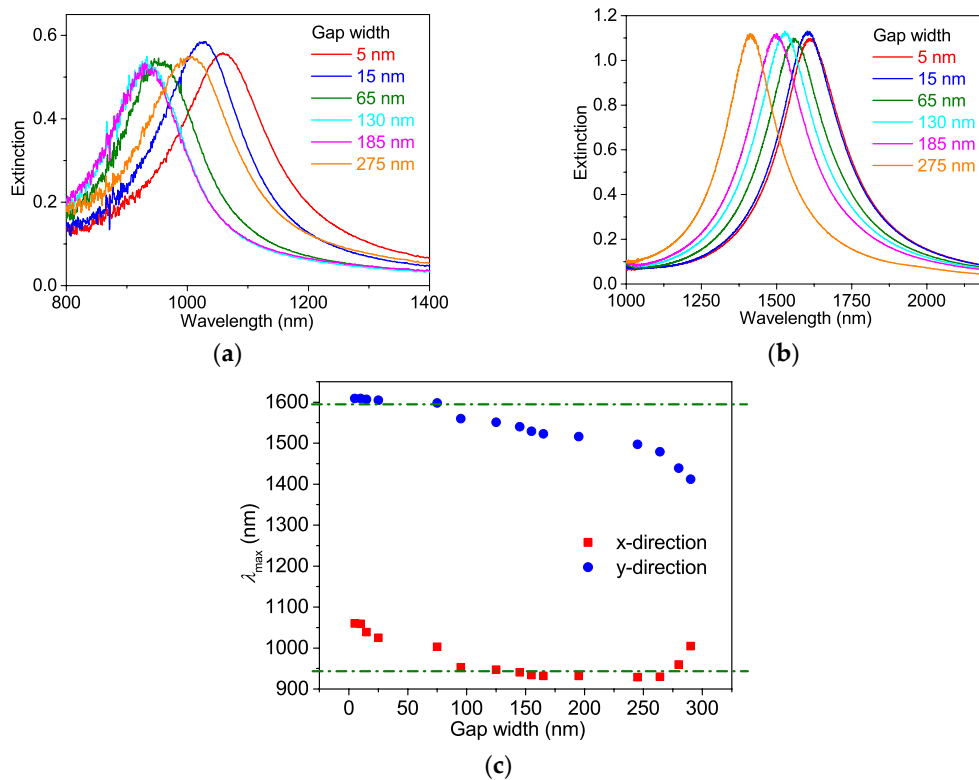 Gap width
5 nm
15 nm
65 nm
130 nm
185 nm
275 nm
0.6
0.4
0.2
0.0
Extinction
800
1000
1200
1400
Wavelength (nm)
(a)
Gap width
5 nm
15 nm
65 nm
130 nm
185 nm
275 nm
1.2
1.0
0.8
0.6
0.4
0.2
0.0
Extinction
1000
1250
1500
1750
2000
Wavelength (nm)
(b)
1600
1500
1400
1300
1200
1100
1000
900
λmax (nm)
x-direction
y-direction
0
50
100
150
200
250
300
Gap width (nm)
(c)